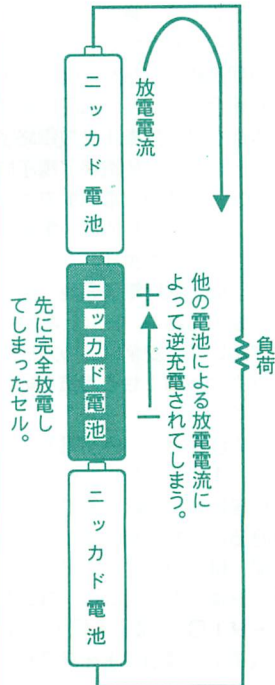 ニッカド電池
放電電流
負荷
ニッカド電池
＋
－
他の電池による放電電流に
よって逆充電されてしまう。
先に完全放電し
てしまったセル。
ニッカド電池